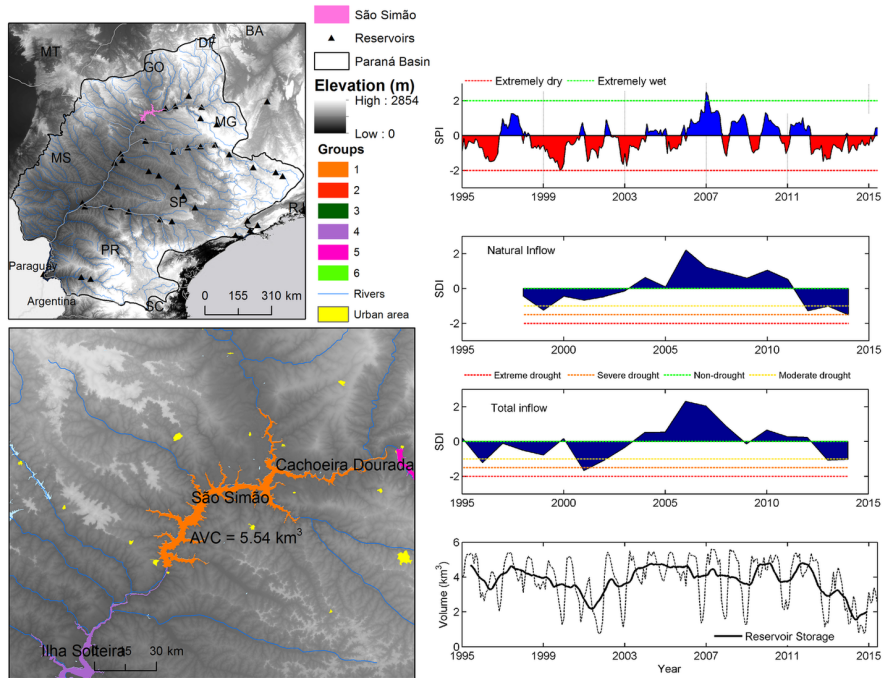 MT
BA
DF
GO
MG
MS
SP
RJ
PR
Paraguay
Argentina
SC
0 155 310 km
São Simão
Reservoirs
Paraná Basin
Elevation (m)
High : 2854
Low : 0
Groups
1
2
3
4
5
6
Rivers
Urban area
Cachoeira Dourada
São Simão
AVC = 5.54 km³
Ilha Solteira
0 15 30 km
Extremely dry
Extremely wet
SPI
2
0
-2
1995 1999 2003 2007 2011 2015
Natural Inflow
SDI
2
0
-2
1995 2000 2005 2010 2015
Extreme drought
Severe drought
Non-drought
Moderate drought
Total inflow
SDI
2
0
-2
1995 2000 2005 2010 2015
Volume (km³)
6
4
2
0
Reservoir Storage
1995 1999 2003 2007 2011 2015
Year